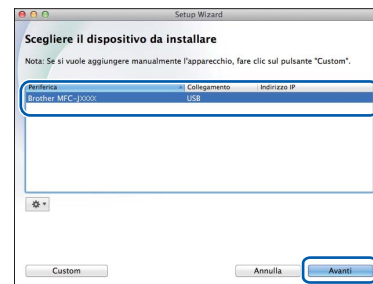 Setup Wizard
Scegliere il dispositivo da installare
Nota: Se si vuole aggiungere manualmente l'apparecchio, fare clic sul pulsante "Custom".
Periferica Collegamento Indirizzo IP
Brother MFC-JXXXX USB
Custom Annulla Avanti